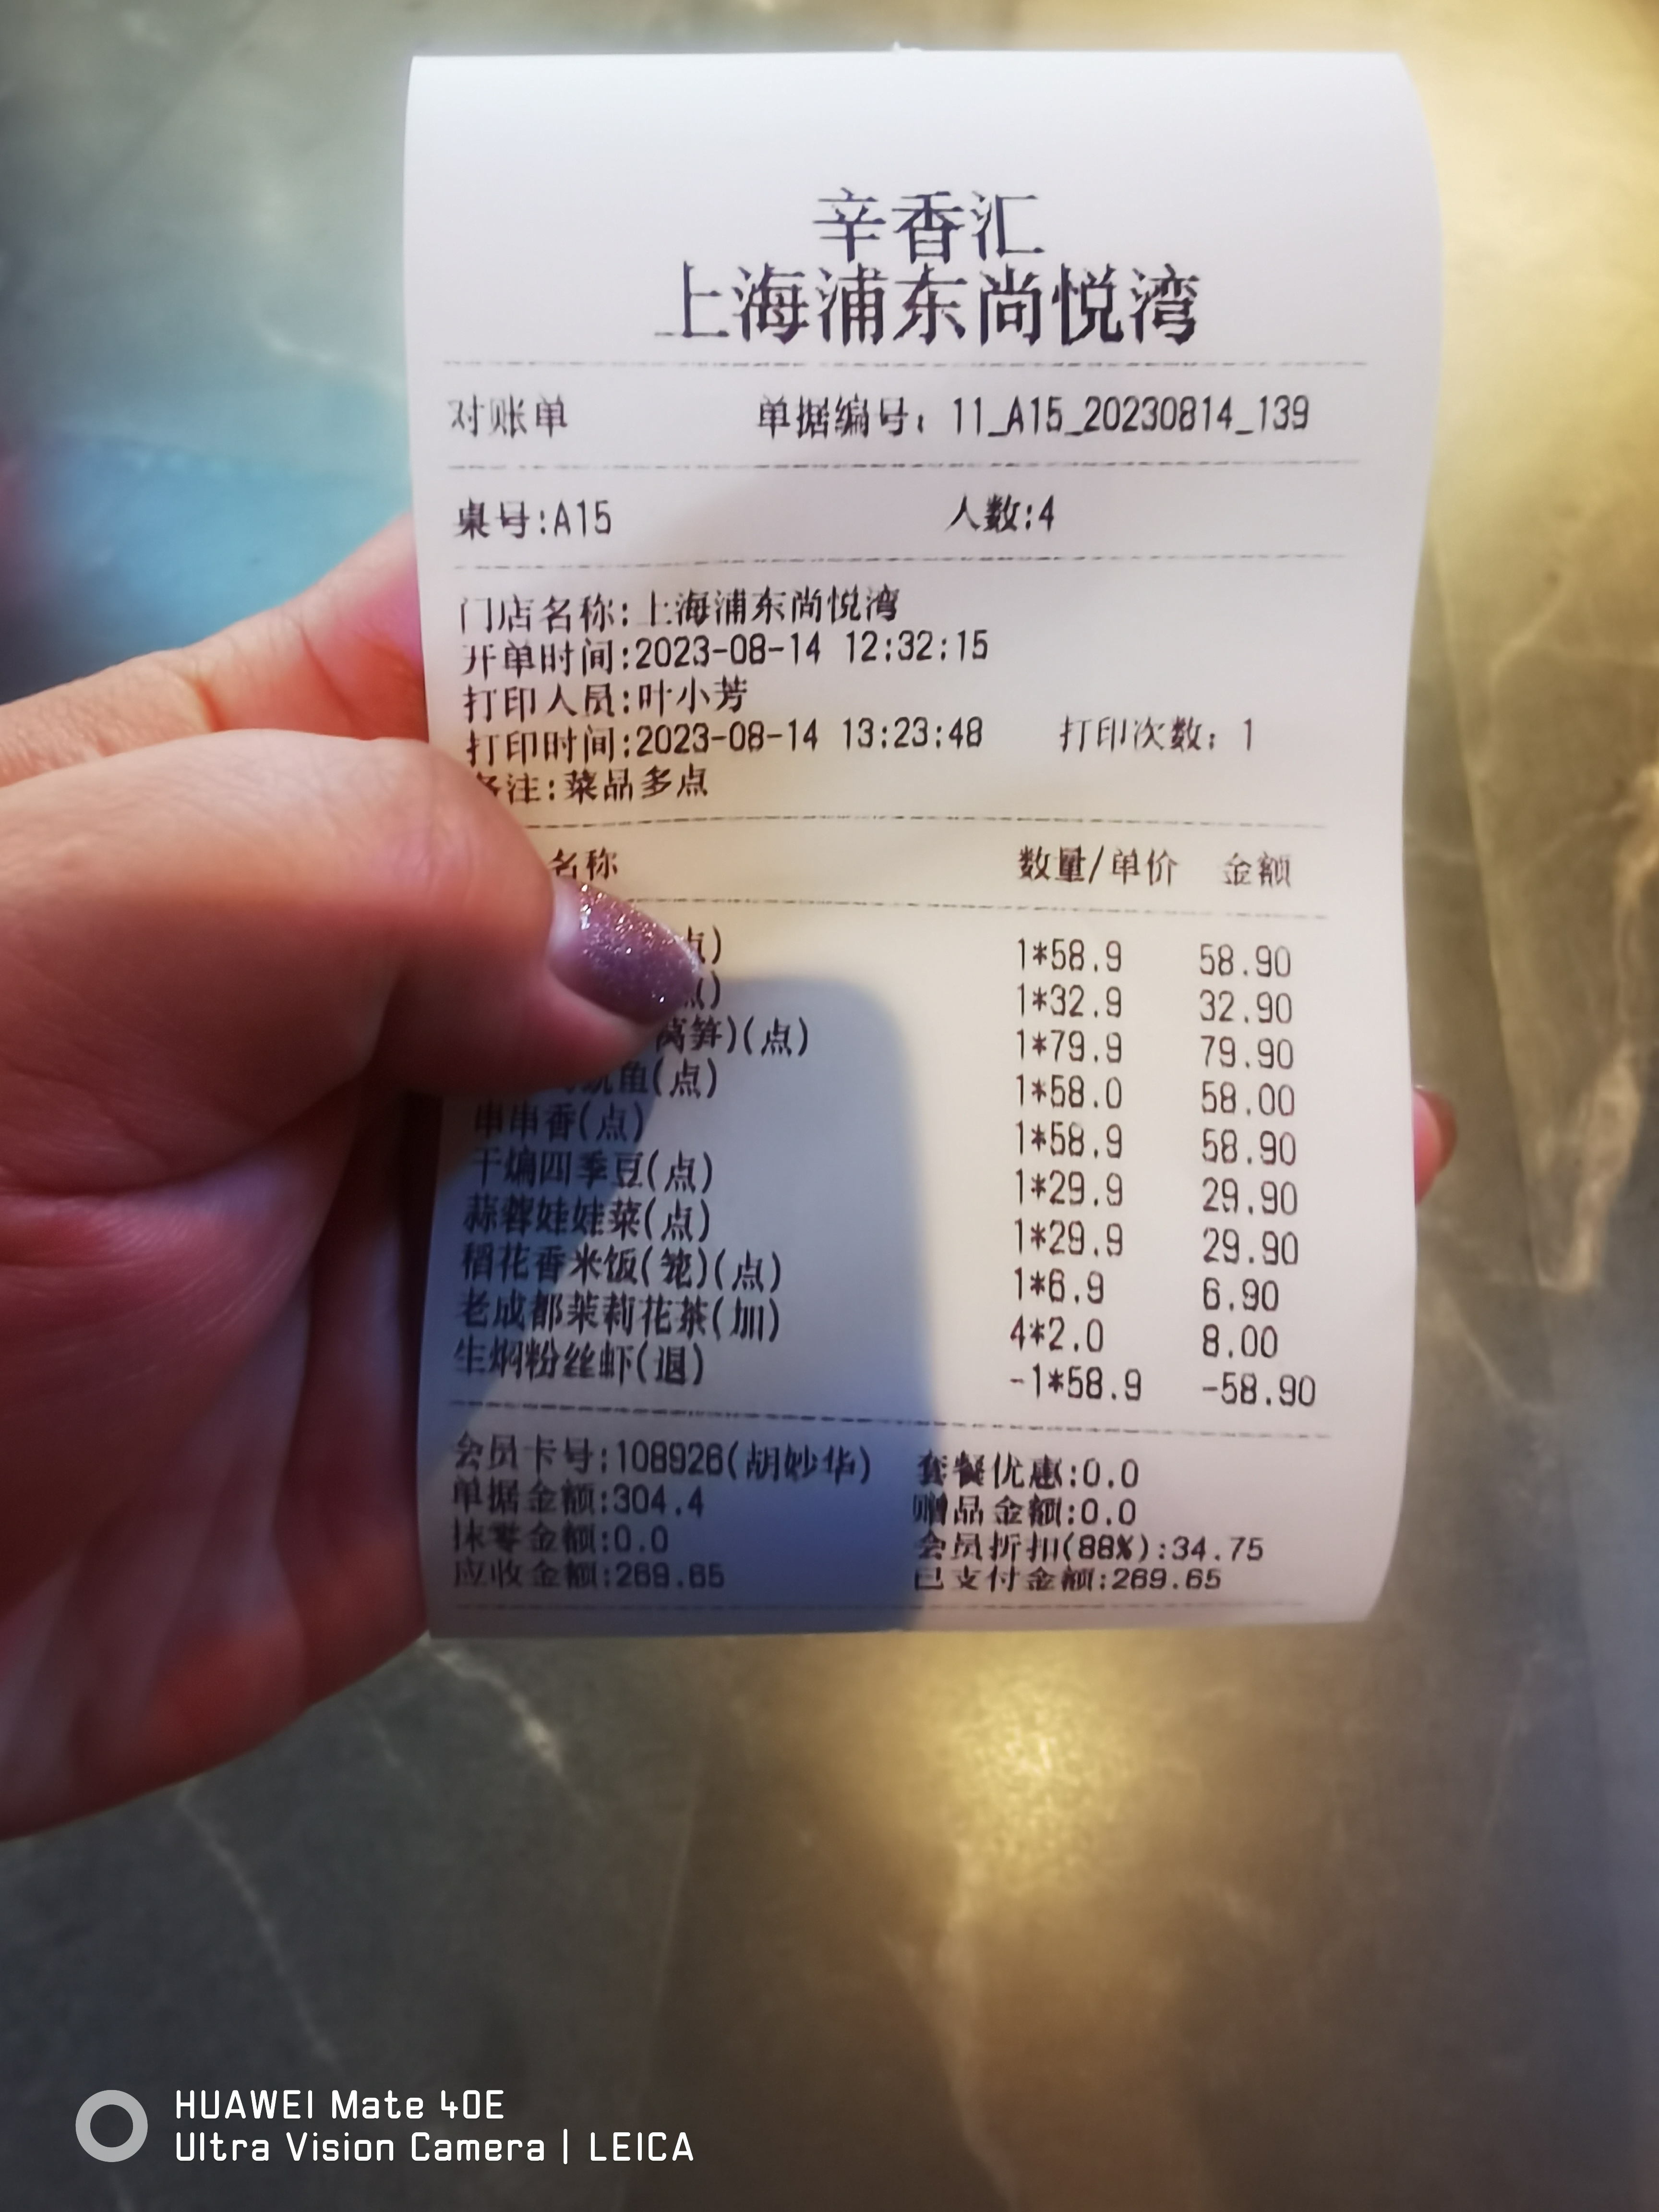 辛香汇
上海浦东尚悦湾
对账单 单据编号：11_A15_20230814_139
桌号:A15 人数:4
门店名称:上海浦东尚悦湾
开单时间:2023-08-14 12:32:15
打印人员:叶小芳
打印时间:2023-08-14 13:23:48 打印次数：1
备注:菜品多点
名称 数量/单价 金额
点) 1*58.9 58.90
点) 1*32.9 32.90
莴笋)(点) 1*79.9 79.90
鱼(点) 1*58.0 58.00
串串香(点) 1*58.9 58.90
干煸四季豆(点) 1*29.9 29.90
蒜蓉娃娃菜(点) 1*29.9 29.90
稻花香米饭(笼)(点) 1*6.9 6.90
老成都茉莉花茶(加) 4*2.0 8.00
生焖粉丝虾(退) -1*58.9 -58.90
会员卡号:108926(胡妙华) 套餐优惠:0.0
单据金额:304.4 赠品金额:0.0
抹零金额:0.0 会员折扣(88%):34.75
应收金额:269.65 已支付金额:269.65
HUAWEI Mate 40E
Ultra Vision Camera | LEICA